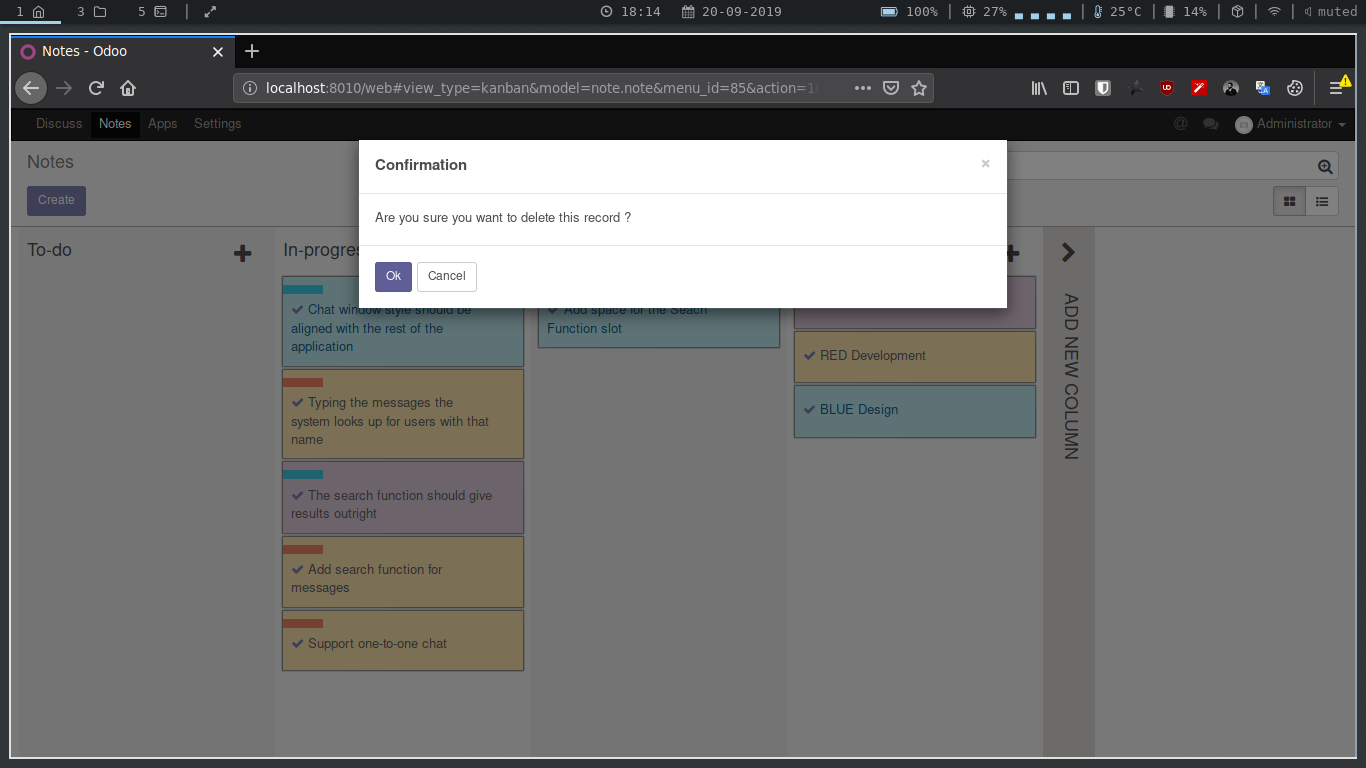 1 3 5 18:14 20-09-2019 100% 27% 25°C 14% muted
Notes - Odoo
localhost:8010/web#view_type=kanban&model=note.note&menu_id=85&action=1
Discuss Notes Apps Settings Administrator
Notes
Create
Confirmation
×
Are you sure you want to delete this record ?
Ok Cancel
To-do
In-progres
Chat window style should be
aligned with the rest of the
application
Typing the messages the
system looks up for users with that
name
The search function should give
results outright
Add search function for
messages
Support one-to-one chat
Add space for the Seach
Function slot
RED Development
BLUE Design
ADD NEW COLUMN